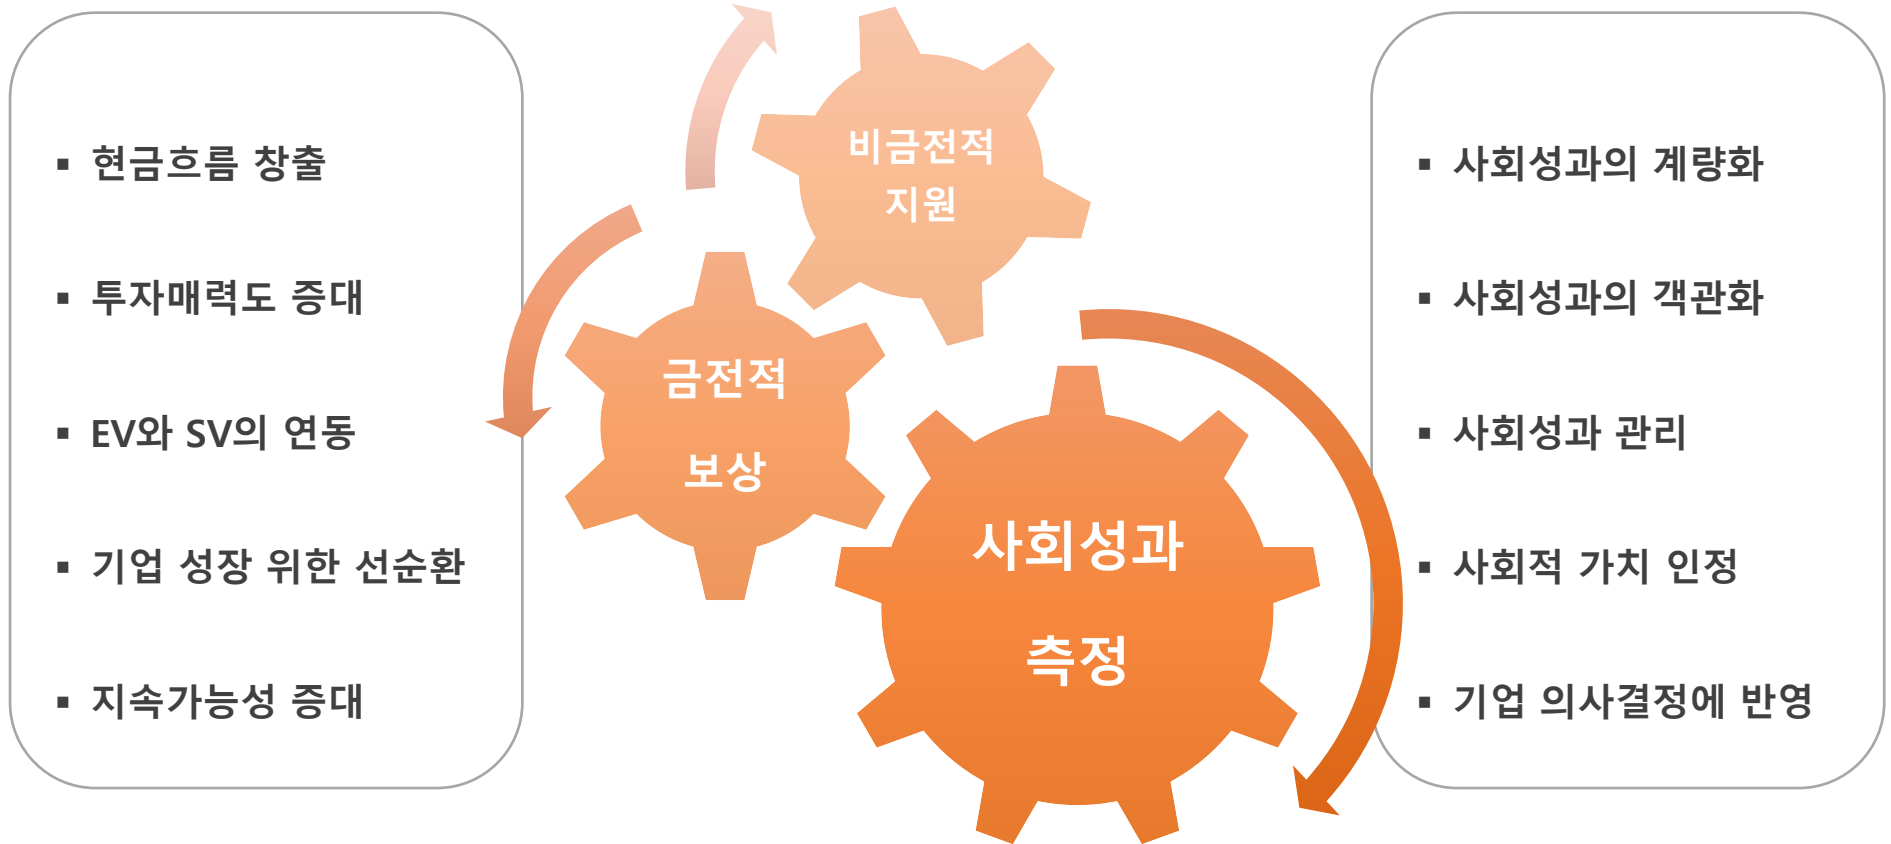 ▪ 현금흐름 창출
▪ 투자매력도 증대
▪ EV와 SV의 연동
▪ 기업 성장 위한 선순환
▪ 지속가능성 증대
비금전적
지원
금전적
보상
사회성과
측정
▪ 사회성과의 계량화
▪ 사회성과의 객관화
▪ 사회성과 관리
▪ 사회적 가치 인정
▪ 기업 의사결정에 반영